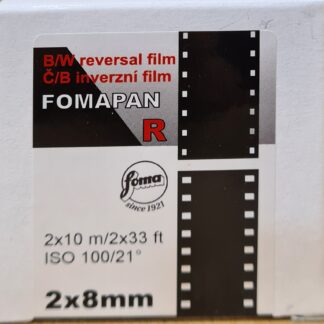 B/W reversal film
Č/B inverzní film
FOMAPAN
R
foma
since 1921
2x10 m/2x33 ft
ISO 100/21°
2x8mm